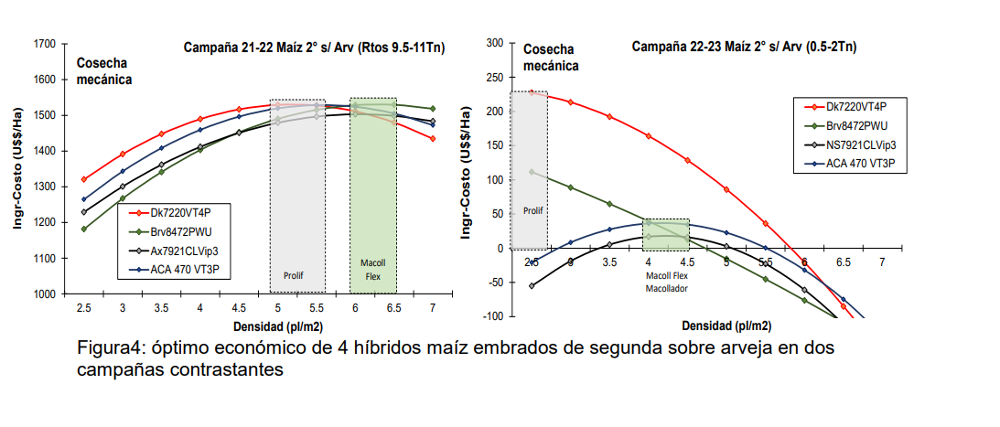 Campaña 21-22 Maíz 2° s/ Arv (Rtos 9.5-11Tn)
Cosecha
mecánica
Ingr-Costo (U$$/Ha)
1700
1600
1500
1400
1300
1200
1100
1000
Dk7220VT4P
Brv8472PWU
Ax7921CLVip3
ACA 470 VT3P
Prolif
Macoll
Flex
2.5 3 3.5 4 4.5 5 5.5 6 6.5 7
Densidad (pl/m2)
Campaña 22-23 Maíz 2° s/ Arv (0.5-2Tn)
Cosecha
mecánica
Ingr-Costo (U$$/Ha)
300
250
200
150
100
50
0
-50
-100
Dk7220VT4P
Brv8472PWU
NS7921CLVip3
ACA 470 VT3P
Prolif
2.5 3 3.5 4 4.5 5 5.5 6 6.5 7
Macoll Flex
Macollador
Densidad (pl/m2)
Figura4: óptimo económico de 4 híbridos maíz embrados de segunda sobre arveja en dos
campañas contrastantes